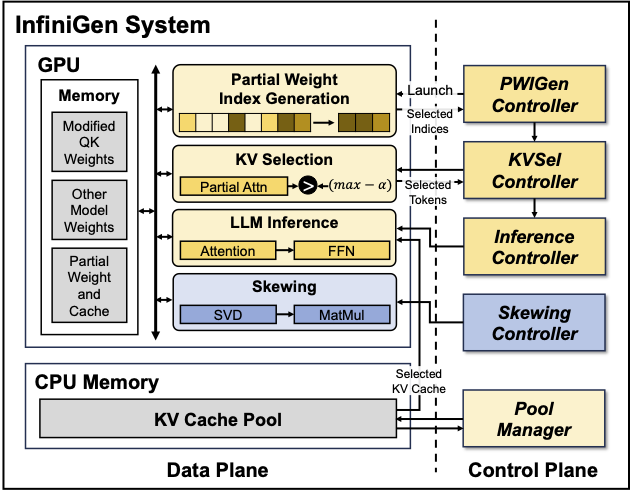 InfiniGen System
GPU
Memory
Modified
QK
Weights
Other
Model
Weights
Partial
Weight
and
Cache
Partial Weight
Index Generation
KV Selection
Partial Attn
>
(max − α)
LLM Inference
Attention
FFN
Skewing
SVD
MatMul
Launch
Selected
Indices
Selected
Tokens
PWIGen
Controller
KVSel
Controller
Inference
Controller
Skewing
Controller
CPU Memory
KV Cache Pool
Selected
KV Cache
Pool
Manager
Data Plane
Control Plane